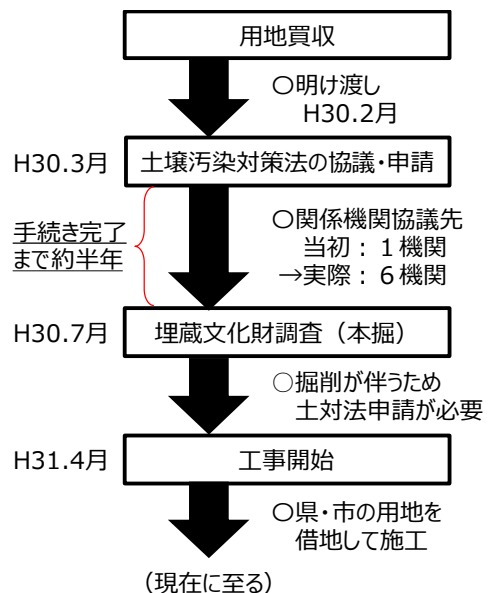 用地買収
〇明け渡し
H30.2月
H30.3月
土壌汚染対策法の協議・申請
手続き完了
まで約半年
〇関係機関協議先
当初：１機関
→実際：６機関
H30.7月
埋蔵文化財調査（本掘）
○掘削が伴うため
土対法申請が必要
H31.4月
工事開始
〇県・市の用地を
借地して施工
（現在に至る）